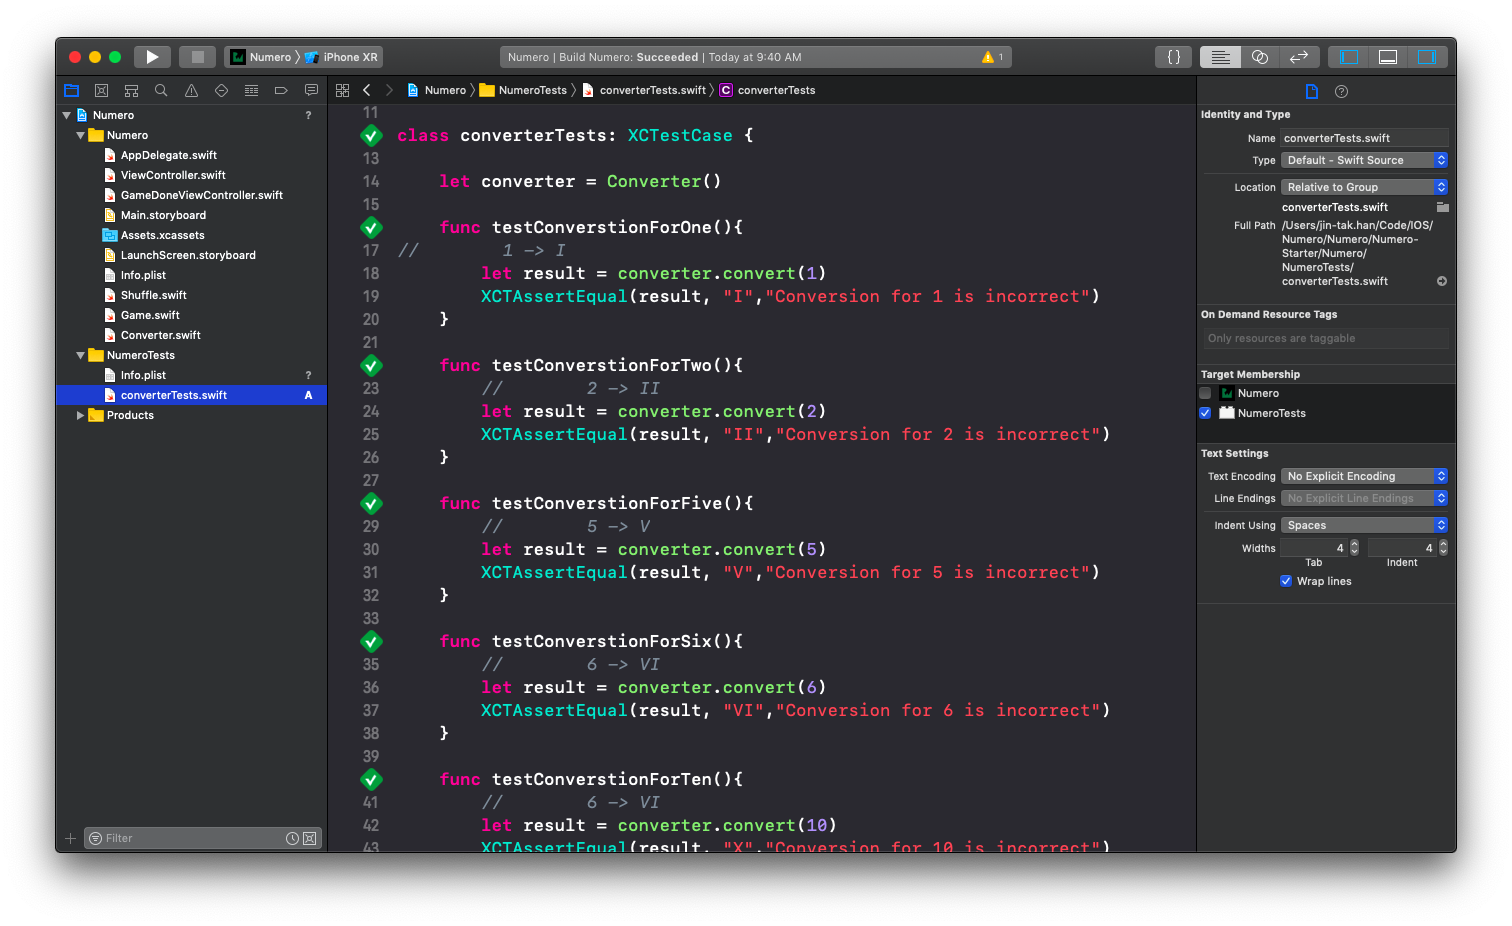 Numero 〉 iPhone XR
Numero | Build Numero: Succeeded | Today at 9:40 AM
1
{ }
Numero 〉 NumeroTests 〉 converterTests.swift 〉 C converterTests
Numero ?
Numero
AppDelegate.swift
ViewController.swift
GameDoneViewController.swift
Main.storyboard
Assets.xcassets
LaunchScreen.storyboard
Info.plist
Shuffle.swift
Game.swift
Converter.swift
NumeroTests
Info.plist ?
converterTests.swift A
Products
Filter
11
class converterTests: XCTestCase {
13
14 let converter = Converter()
15
func testConverstionForOne(){
17 // 1 -> I
18 let result = converter.convert(1)
19 XCTAssertEqual(result, "I","Conversion for 1 is incorrect")
20 }
21
func testConverstionForTwo(){
23 // 2 -> II
24 let result = converter.convert(2)
25 XCTAssertEqual(result, "II","Conversion for 2 is incorrect")
26 }
27
func testConverstionForFive(){
29 // 5 -> V
30 let result = converter.convert(5)
31 XCTAssertEqual(result, "V","Conversion for 5 is incorrect")
32 }
33
func testConverstionForSix(){
35 // 6 -> VI
36 let result = converter.convert(6)
37 XCTAssertEqual(result, "VI","Conversion for 6 is incorrect")
38 }
39
func testConverstionForTen(){
41 // 6 -> VI
42 let result = converter.convert(10)
43 XCTAssertEqual(result, "X","Conversion for 10 is incorrect")
Identity and Type
Name converterTests.swift
Type Default - Swift Source
Location Relative to Group
converterTests.swift
Full Path /Users/jin-tak.han/Code/IOS/
Numero/Numero/Numero-
Starter/Numero/
NumeroTests/
converterTests.swift
On Demand Resource Tags
Only resources are taggable
Target Membership
Numero
NumeroTests
Text Settings
Text Encoding No Explicit Encoding
Line Endings No Explicit Line Endings
Indent Using Spaces
Widths 4 4
Tab Indent
Wrap lines